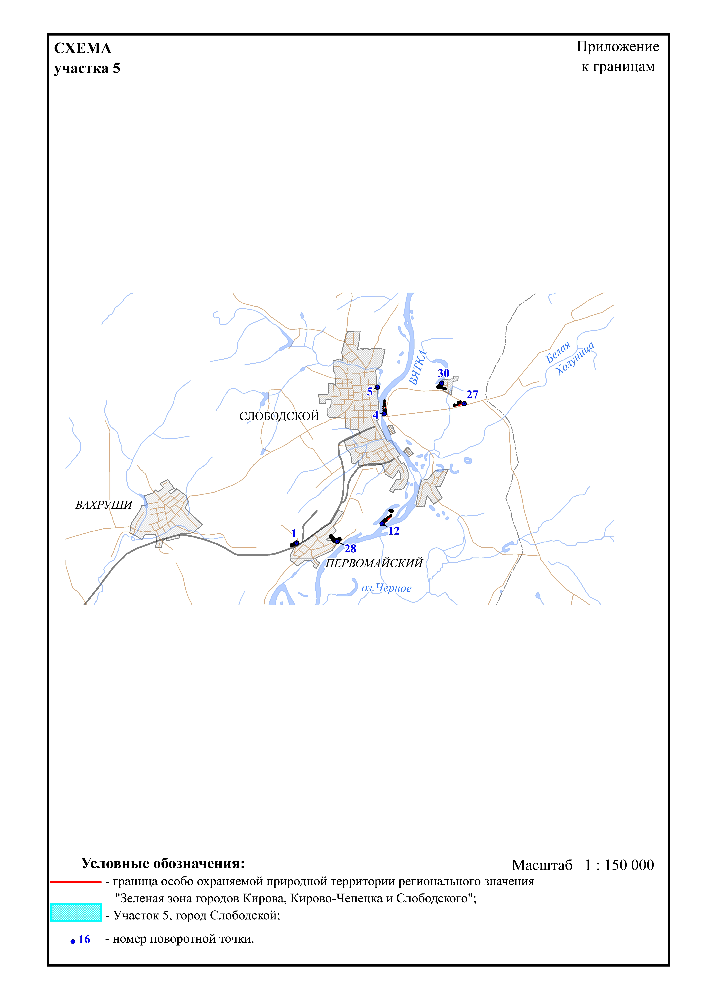 СХЕМА
участка 5
Приложение
к границам
ВЯТКА
Белая
Холуница
30
5
27
4
СЛОБОДСКОЙ
ВАХРУШИ
1
12
28
ПЕРВОМАЙСКИЙ
оз.Черное
Условные обозначения:
Масштаб 1 : 150 000
- граница особо охраняемой природной территории регионального значения
"Зеленая зона городов Кирова, Кирово-Чепецка и Слободского";
- Участок 5, город Слободской;
16 - номер поворотной точки.